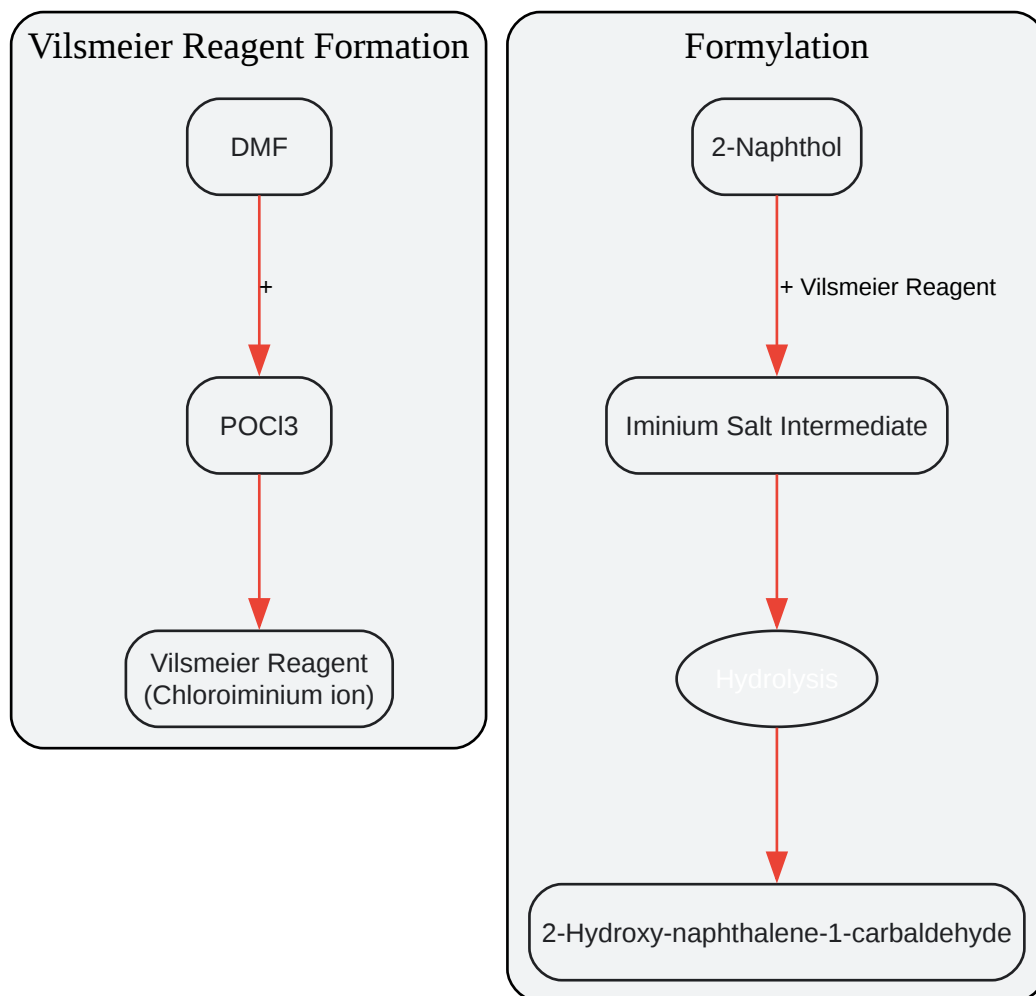 Vilsmeier Reagent Formation
DMF
+
POCl3
Vilsmeier Reagent
(Chloroiminium ion)
Formylation
2-Naphthol
+ Vilsmeier Reagent
Iminium Salt Intermediate
Hydrolysis
2-Hydroxy-naphthalene-1-carbaldehyde